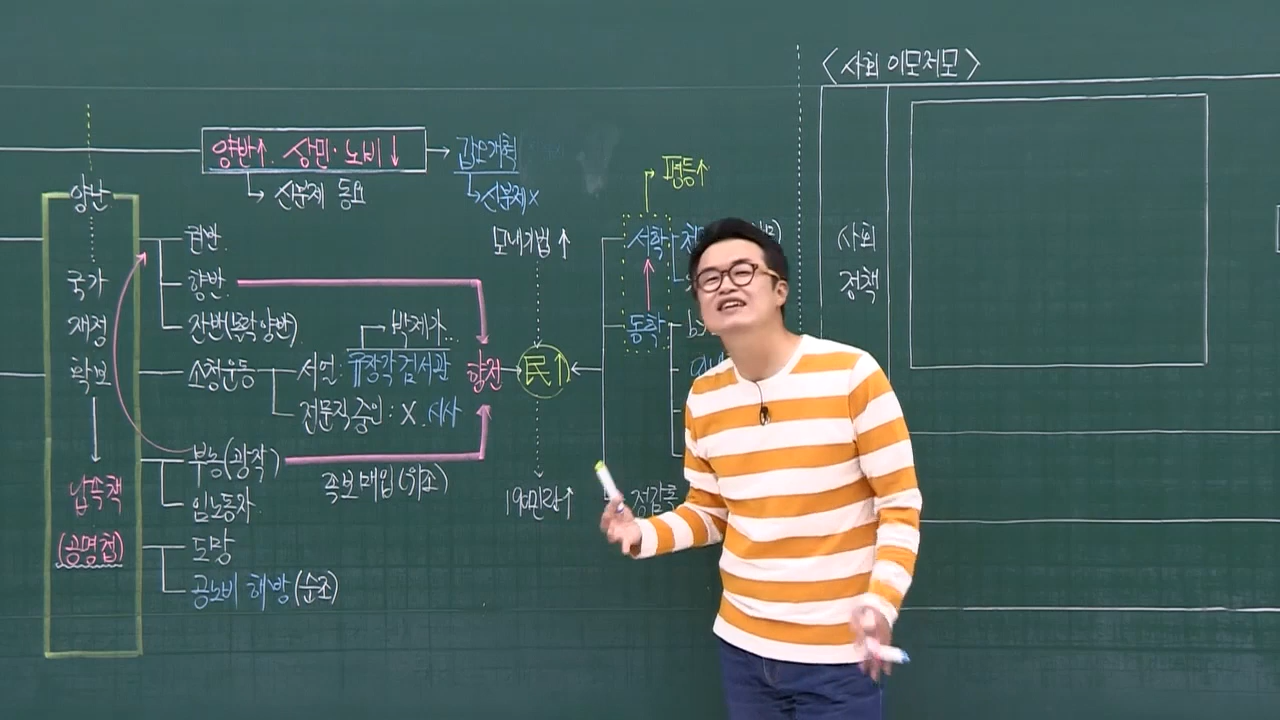 〈사회 이모저모〉
양반↑. 상민·노비↓
갑오개혁
신분제 동요
신분제 X
평등↑
양난
국가
재정
확보
납속책
(공명첩)
권반
향반
잔반(몰락양반)
박제가..
소청운동
서얼: 규장각 검서관
전문직 중인: X. 시사
향전
부농(광작)
족보매입(위조)
임노동자
도망
공노비 해방(순조)
모내기법↑
民↑
19C 민란↑
서학
동학
정감록
사회
정책